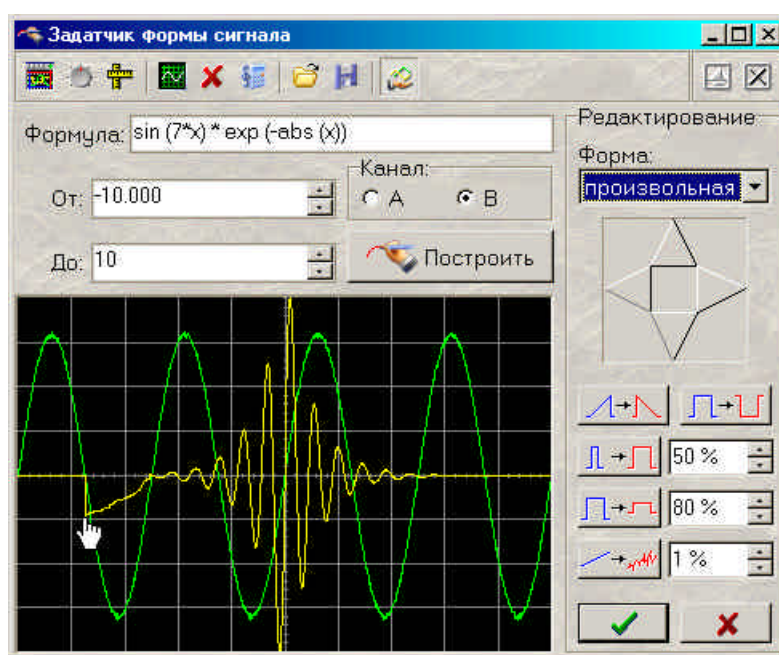 Задатчик формы сигнала
Формула: sin (7*x) * exp (-abs (x))
От: -10.000
Канал:
A B
До: 10
Построить
Редактирование:
Форма:
произвольная
50 %
80 %
1 %